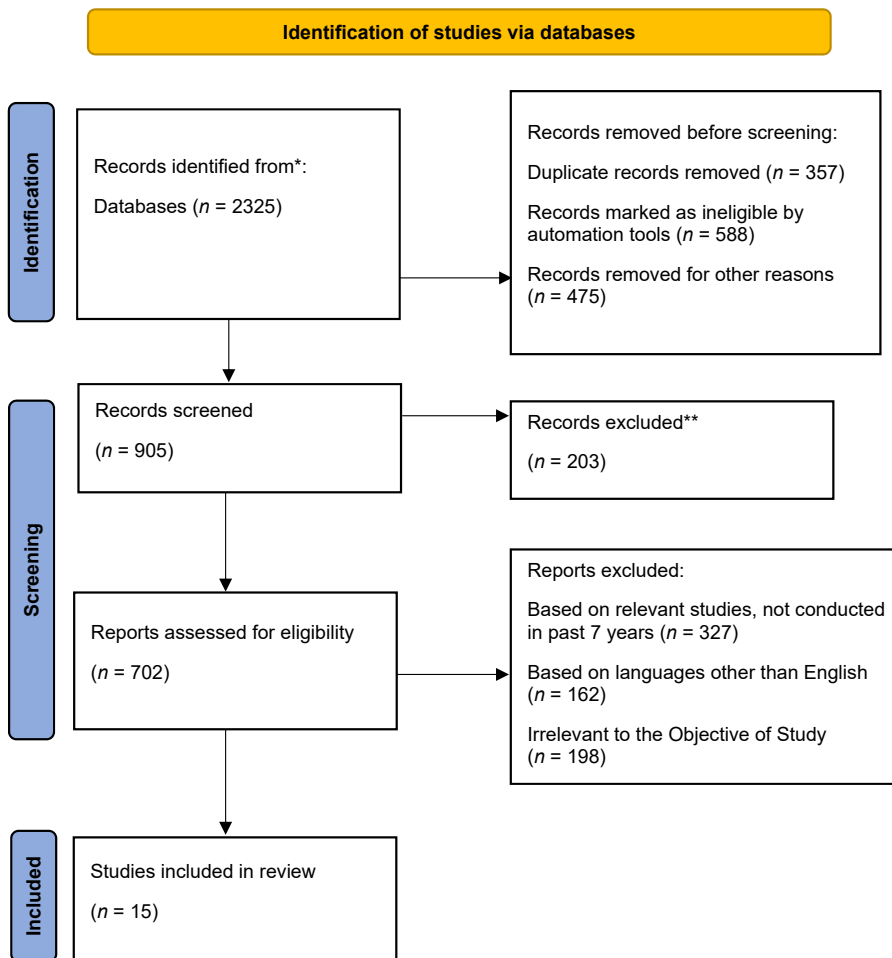 Identification of studies via databases
Identification
Records identified from*:
Databases (n = 2325)
Records removed before screening:
Duplicate records removed (n = 357)
Records marked as ineligible by
automation tools (n = 588)
Records removed for other reasons
(n = 475)
Screening
Records screened
(n = 905)
Records excluded**
(n = 203)
Reports assessed for eligibility
(n = 702)
Reports excluded:
Based on relevant studies, not conducted
in past 7 years (n = 327)
Based on languages other than English
(n = 162)
Irrelevant to the Objective of Study
(n = 198)
Included
Studies included in review
(n = 15)